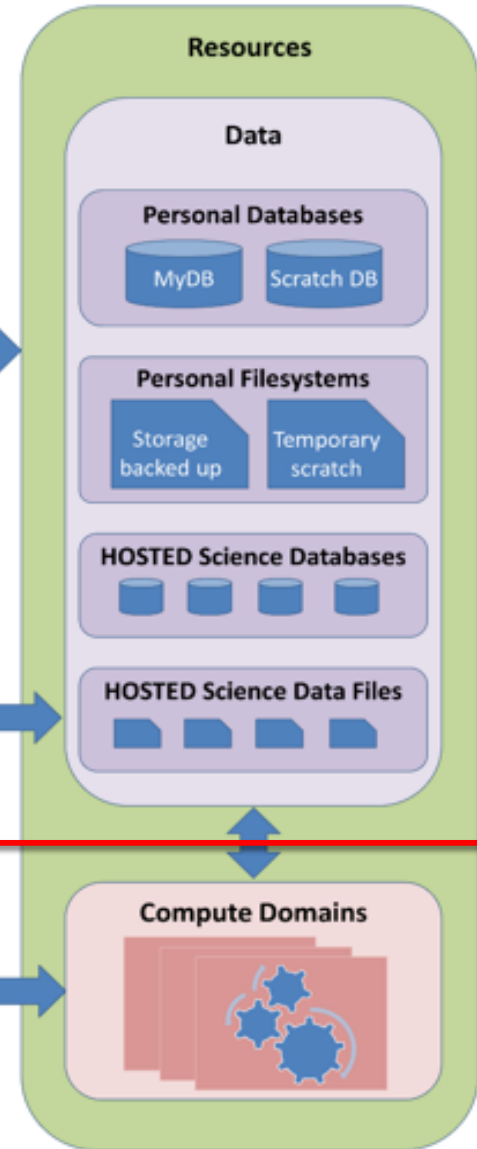 Resources
Data
Personal Databases
MyDB
Scratch DB
Personal Filesystems
Storage
backed up
Temporary
scratch
HOSTED Science Databases
HOSTED Science Data Files
Compute Domains